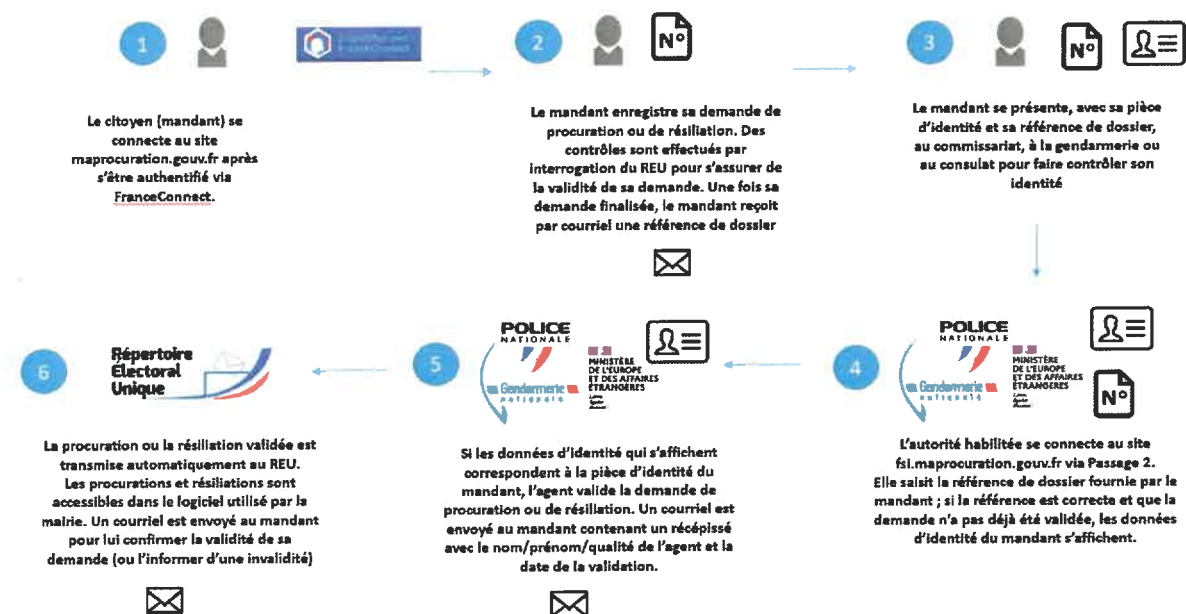 1
Le citoyen (mandant) se
connecte au site
maprocuration.gouv.fr après
s'être authentifié via
FranceConnect.
2
N°
Le mandant enregistre sa demande de
procuration ou de résiliation. Des
contrôles sont effectués par
interrogation du REU pour s'assurer de
la validité de sa demande. Une fois sa
demande finalisée, le mandant reçoit
par courriel une référence de dossier
3
N°
Le mandant se présente, avec sa pièce
d'identité et sa référence de dossier,
au commissariat, à la gendarmerie ou
au consulat pour faire contrôler son
identité
4
POLICE
NATIONALE
Gendarmerie
nationale
MINISTÈRE
DE L'EUROPE
ET DES AFFAIRES
ÉTRANGÈRES
N°
L'autorité habilitée se connecte au site
fsi.maprocuration.gouv.fr via Passage 2.
Elle saisit la référence de dossier fournie par le
mandant ; si la référence est correcte et que la
demande n'a pas déjà été validée, les données
d'identité du mandant s'affichent.
5
POLICE
NATIONALE
Gendarmerie
nationale
MINISTÈRE
DE L'EUROPE
ET DES AFFAIRES
ÉTRANGÈRES
Si les données d'identité qui s'affichent
correspondent à la pièce d'identité du
mandant, l'agent valide la demande de
procuration ou de résiliation. Un courriel est
envoyé au mandant contenant un récépissé
avec le nom/prénom/qualité de l'agent et la
date de la validation.
6
Répertoire
Électoral
Unique
La procuration ou la résiliation validée est
transmise automatiquement au REU.
Les procurations et résiliations sont
accessibles dans le logiciel utilisé par la
mairie. Un courriel est envoyé au mandant
pour lui confirmer la validité de sa
demande (ou l'informer d'une invalidité)